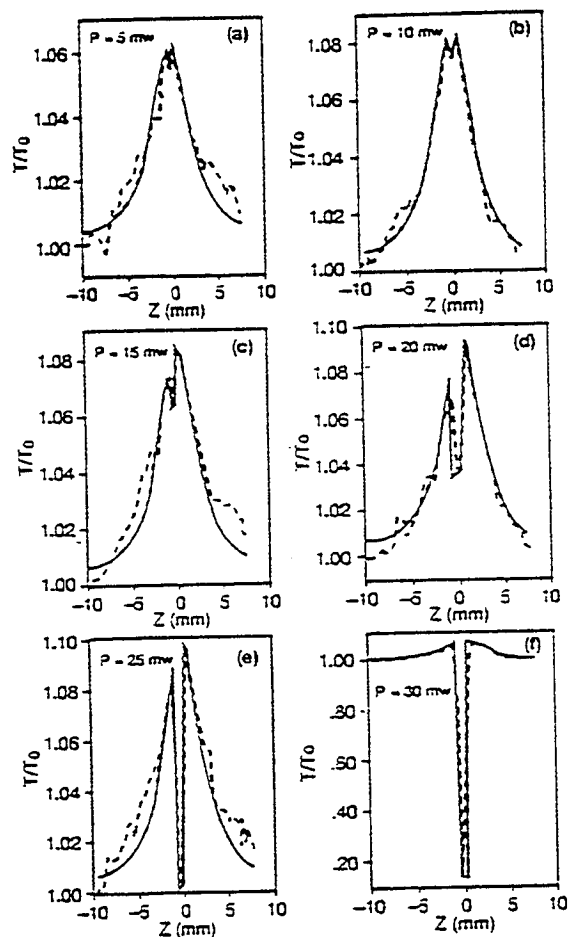 P = 5 mw (a)
1.06
1.04
1.02
1.00
T/T0
−10 −5 0 5 10
Z (mm)
P = 10 mw (b)
1.08
1.06
1.04
1.02
1.00
T/T0
−10 −5 0 5 10
Z (mm)
P = 15 mw (c)
1.08
1.06
1.04
1.02
1.00
T/T0
−10 −5 0 5 10
Z (mm)
1.10
P = 20 mw (d)
1.08
1.06
1.04
1.02
1.00
T/T0
−10 −5 0 5 10
Z (mm)
1.10
P = 25 mw (e)
1.08
1.06
1.04
1.02
1.00
T/T0
−10 −5 0 5 10
Z (mm)
(f)
1.00
P = 30 mw
.80
.60
.40
.20
T/T0
−10 −5 0 5 10
Z (mm)